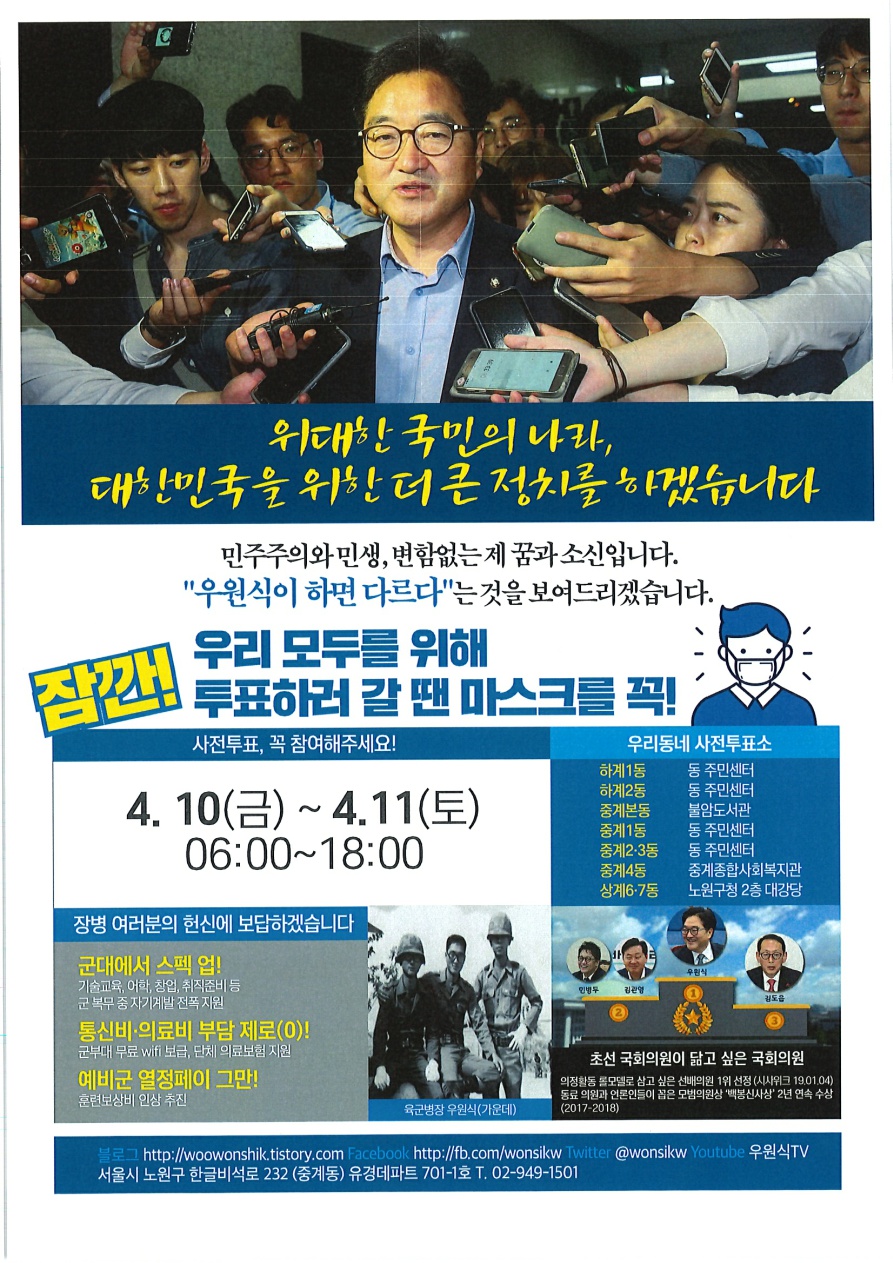 위대한 국민의 나라,
대한민국을 위한 더 큰 정치를 하겠습니다
민주주의와 민생, 변함없는 제 꿈과 소신입니다.
"우원식이 하면 다르다"는 것을 보여드리겠습니다.
잠깐!
우리 모두를 위해
투표하러 갈 땐 마스크를 꼭!
사전투표, 꼭 참여해주세요!
4. 10(금) ~ 4.11(토)
06:00~18:00
우리동네 사전투표소
하계1동 동 주민센터
하계2동 동 주민센터
중계본동 불암도서관
중계1동 동 주민센터
중계2·3동 동 주민센터
중계4동 중계종합사회복지관
상계6·7동 노원구청 2층 대강당
장병 여러분의 헌신에 보답하겠습니다
군대에서 스펙 업!
기술교육, 어학, 창업, 취직준비 등
군 복무 중 자기계발 전폭 지원
통신비·의료비 부담 제로(0)!
군부대 무료 wifi 보급, 단체 의료보험 지원
예비군 열정페이 그만!
훈련보상비 인상 추진
육군병장 우원식(가운데)
우원식
민병두
김관영
김도읍
1
2
3
초선 국회의원이 닮고 싶은 국회의원
의정활동 롤모델로 삼고 싶은 선배의원 1위 선정 (시사위크 19.01.04)
동료 의원과 언론인들이 꼽은 모범의원상 '백봉신사상' 2년 연속 수상
(2017-2018)
블로그 http://woowonshik.tistory.com Facebook http://fb.com/wonsikw Twitter @wonsikw Youtube 우원식TV
서울시 노원구 한글비석로 232 (중계동) 유경데파트 701-1호 T. 02-949-1501